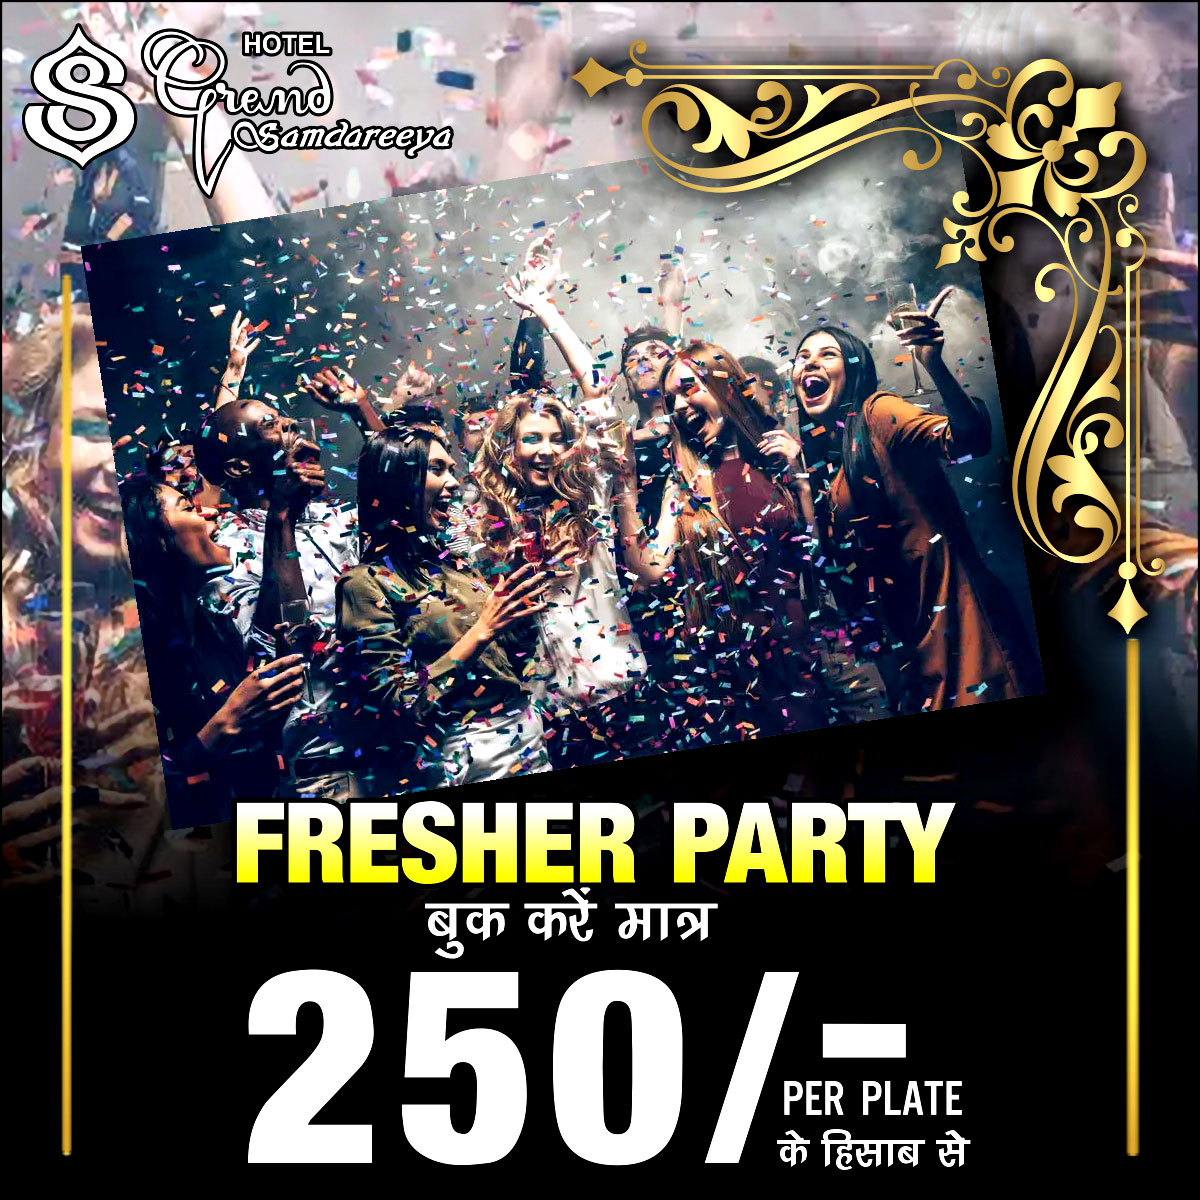 S
HOTEL
Grand
Samdareeya
FRESHER PARTY
बुक करें मात्र
250/-
PER PLATE
के हिसाब से